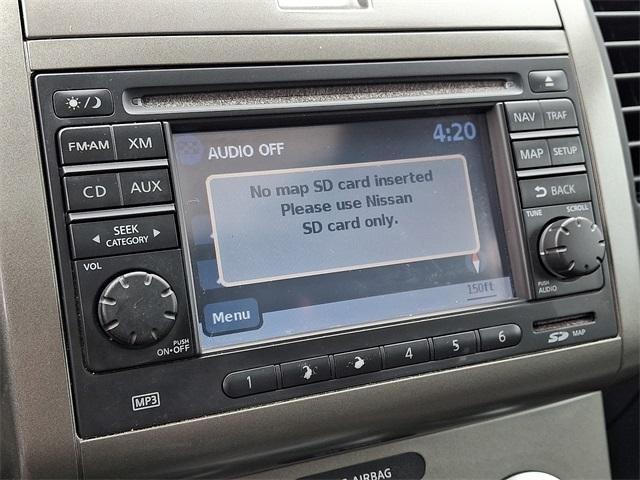 FM•AM XM
CD AUX
SEEK
CATEGORY
VOL
PUSH
ON•OFF
MP3
AUDIO OFF
4:20
No map SD card inserted
Please use Nissan
SD card only.
150ft
Menu
1
4
5
6
NAV TRAF
MAP SETUP
BACK
TUNE SCROLL
PUSH
AUDIO
SD MAP
AIRBAG